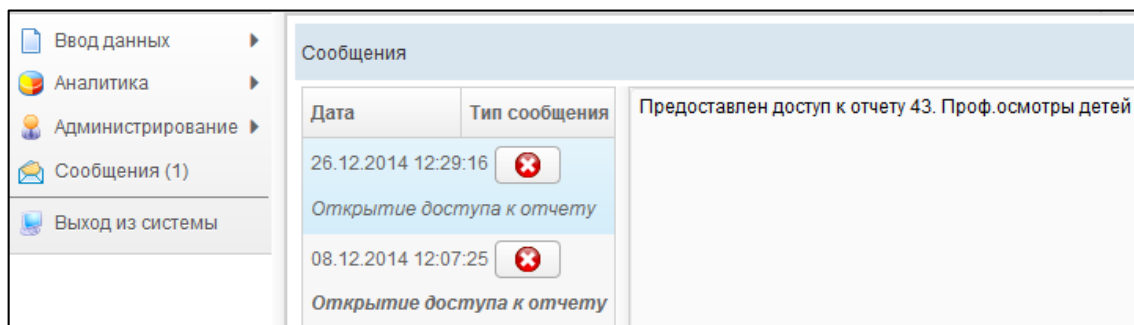 Ввод данных
Аналитика
Администрирование
Сообщения (1)
Выход из системы
Сообщения
Дата Тип сообщения
26.12.2014 12:29:16
Открытие доступа к отчету
08.12.2014 12:07:25
Открытие доступа к отчету
Предоставлен доступ к отчету 43. Проф.осмотры детей